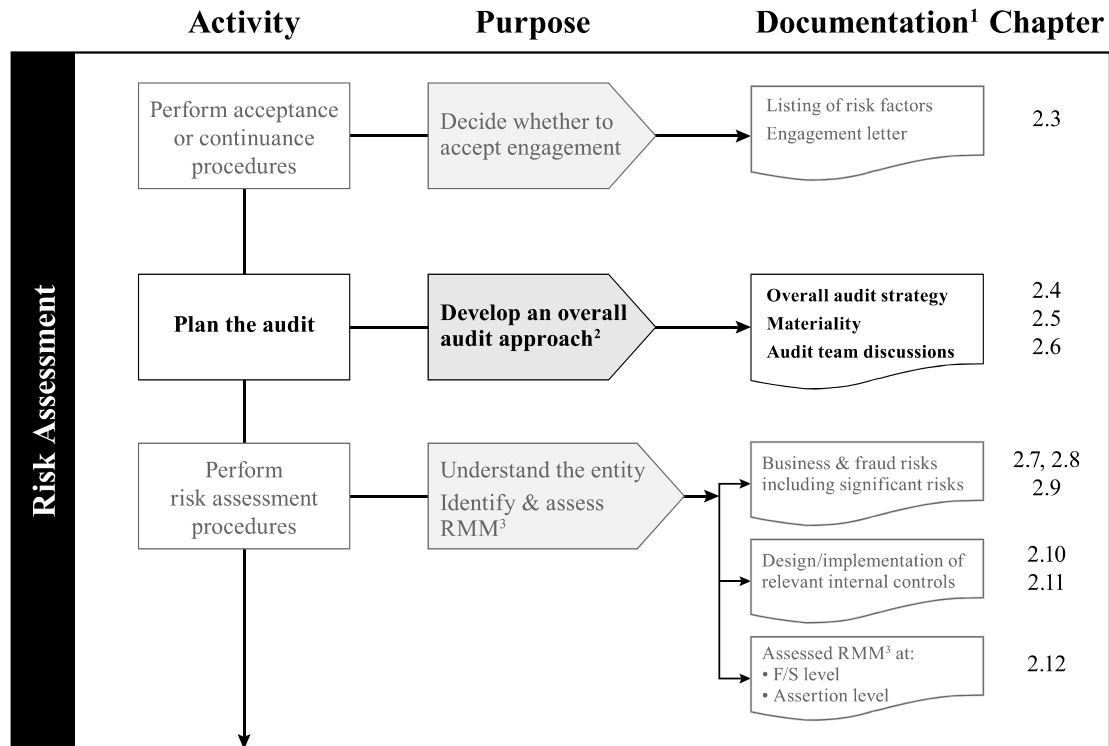 Activity Purpose Documentation¹ Chapter
Risk Assessment
Perform acceptance
or continuance
procedures
Decide whether to
accept engagement
Listing of risk factors
Engagement letter
2.3
Plan the audit
Develop an overall
audit approach²
Overall audit strategy
Materiality
Audit team discussions
2.4
2.5
2.6
Perform
risk assessment
procedures
Understand the entity
Identify & assess
RMM³
Business & fraud risks
including significant risks
2.7, 2.8
2.9
Design/implementation of
relevant internal controls
2.10
2.11
Assessed RMM³ at:
• F/S level
• Assertion level
2.12